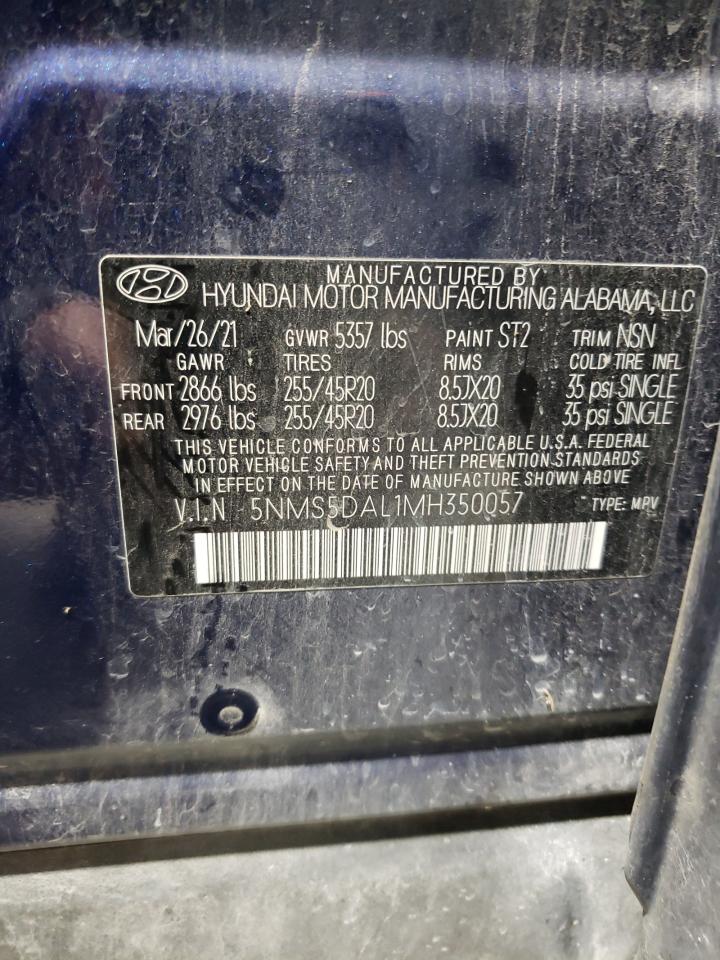 MANUFACTURED BY
HYUNDAI MOTOR MANUFACTURING ALABAMA, LLC
Mar/26/21 GVWR 5357 lbs PAINT ST2 TRIM NSN
GAWR TIRES RIMS COLD TIRE INFL
FRONT 2866 lbs 255/45R20 8.5JX20 35 psi SINGLE
REAR 2976 lbs 255/45R20 8.5JX20 35 psi SINGLE
THIS VEHICLE CONFORMS TO ALL APPLICABLE U.S.A. FEDERAL
MOTOR VEHICLE SAFETY AND THEFT PREVENTION STANDARDS
IN EFFECT ON THE DATE OF MANUFACTURE SHOWN ABOVE
V.I.N 5NMS5DAL1MH350057 TYPE: MPV